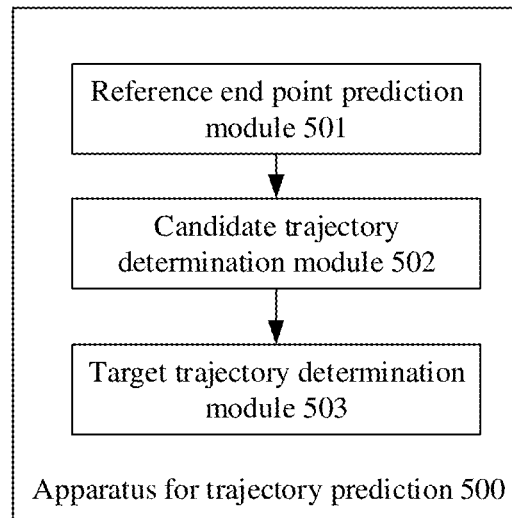 Reference end point prediction
module 501
Candidate trajectory
determination module 502
Target trajectory determination
module 503
Apparatus for trajectory prediction 500